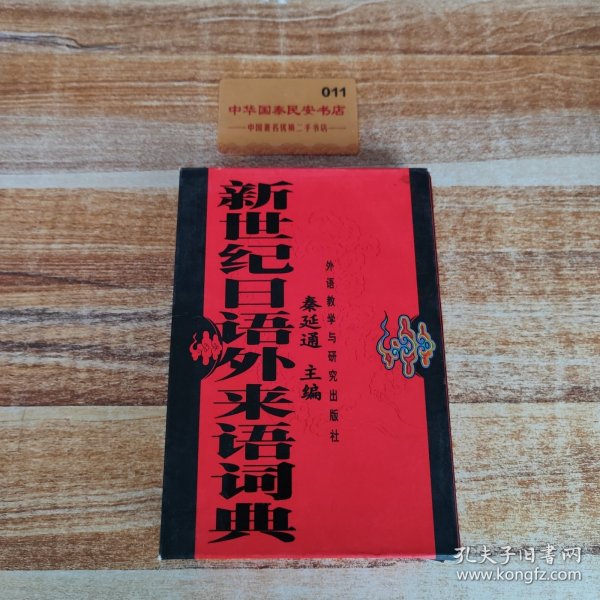 011
中华国泰民安书店
中国著名优镇二手书店
新世纪日语外来语词典
秦延通 主编
外语教学与研究出版社
孔夫子旧书网
www.kongfz.com